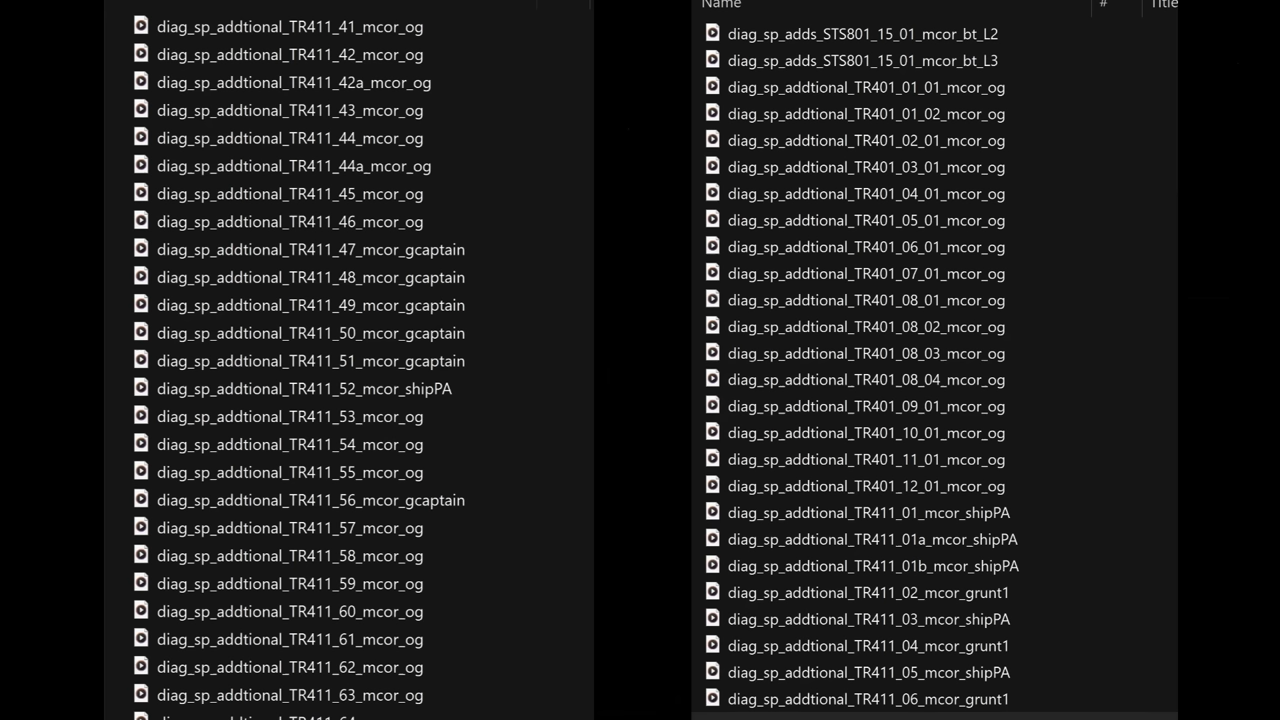 diag_sp_addtional_TR411_41_mcor_og
diag_sp_addtional_TR411_42_mcor_og
diag_sp_addtional_TR411_42a_mcor_og
diag_sp_addtional_TR411_43_mcor_og
diag_sp_addtional_TR411_44_mcor_og
diag_sp_addtional_TR411_44a_mcor_og
diag_sp_addtional_TR411_45_mcor_og
diag_sp_addtional_TR411_46_mcor_og
diag_sp_addtional_TR411_47_mcor_gcaptain
diag_sp_addtional_TR411_48_mcor_gcaptain
diag_sp_addtional_TR411_49_mcor_gcaptain
diag_sp_addtional_TR411_50_mcor_gcaptain
diag_sp_addtional_TR411_51_mcor_gcaptain
diag_sp_addtional_TR411_52_mcor_shipPA
diag_sp_addtional_TR411_53_mcor_og
diag_sp_addtional_TR411_54_mcor_og
diag_sp_addtional_TR411_55_mcor_og
diag_sp_addtional_TR411_56_mcor_gcaptain
diag_sp_addtional_TR411_57_mcor_og
diag_sp_addtional_TR411_58_mcor_og
diag_sp_addtional_TR411_59_mcor_og
diag_sp_addtional_TR411_60_mcor_og
diag_sp_addtional_TR411_61_mcor_og
diag_sp_addtional_TR411_62_mcor_og
diag_sp_addtional_TR411_63_mcor_og
Name # Title
diag_sp_adds_STS801_15_01_mcor_bt_L2
diag_sp_adds_STS801_15_01_mcor_bt_L3
diag_sp_addtional_TR401_01_01_mcor_og
diag_sp_addtional_TR401_01_02_mcor_og
diag_sp_addtional_TR401_02_01_mcor_og
diag_sp_addtional_TR401_03_01_mcor_og
diag_sp_addtional_TR401_04_01_mcor_og
diag_sp_addtional_TR401_05_01_mcor_og
diag_sp_addtional_TR401_06_01_mcor_og
diag_sp_addtional_TR401_07_01_mcor_og
diag_sp_addtional_TR401_08_01_mcor_og
diag_sp_addtional_TR401_08_02_mcor_og
diag_sp_addtional_TR401_08_03_mcor_og
diag_sp_addtional_TR401_08_04_mcor_og
diag_sp_addtional_TR401_09_01_mcor_og
diag_sp_addtional_TR401_10_01_mcor_og
diag_sp_addtional_TR401_11_01_mcor_og
diag_sp_addtional_TR401_12_01_mcor_og
diag_sp_addtional_TR411_01_mcor_shipPA
diag_sp_addtional_TR411_01a_mcor_shipPA
diag_sp_addtional_TR411_01b_mcor_shipPA
diag_sp_addtional_TR411_02_mcor_grunt1
diag_sp_addtional_TR411_03_mcor_shipPA
diag_sp_addtional_TR411_04_mcor_grunt1
diag_sp_addtional_TR411_05_mcor_shipPA
diag_sp_addtional_TR411_06_mcor_grunt1